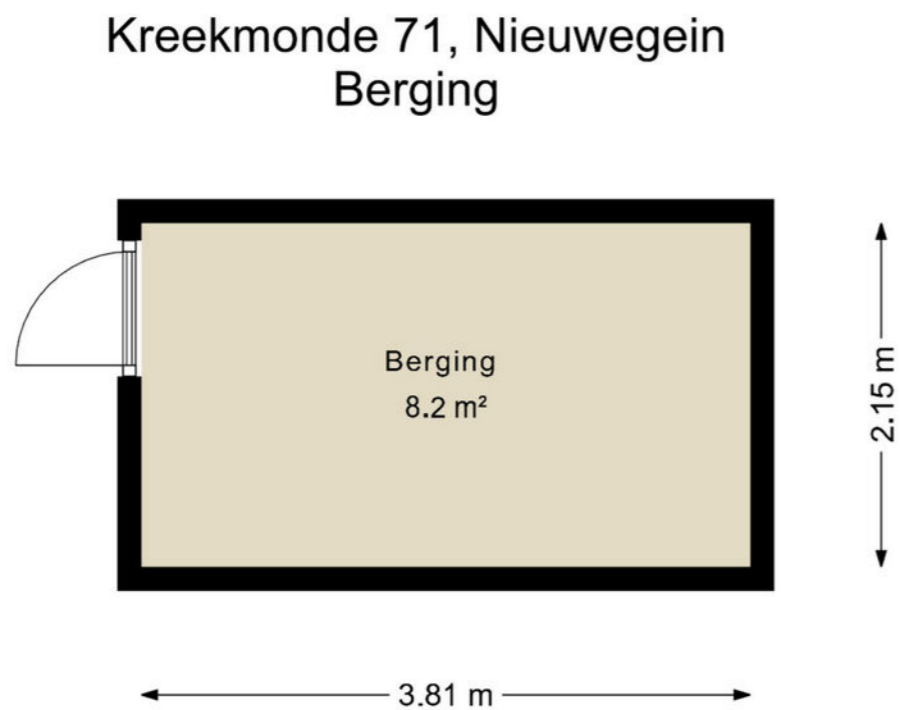 Kreekmonde 71, Nieuwegein
Berging
Berging
8.2 m²
2.15 m
3.81 m